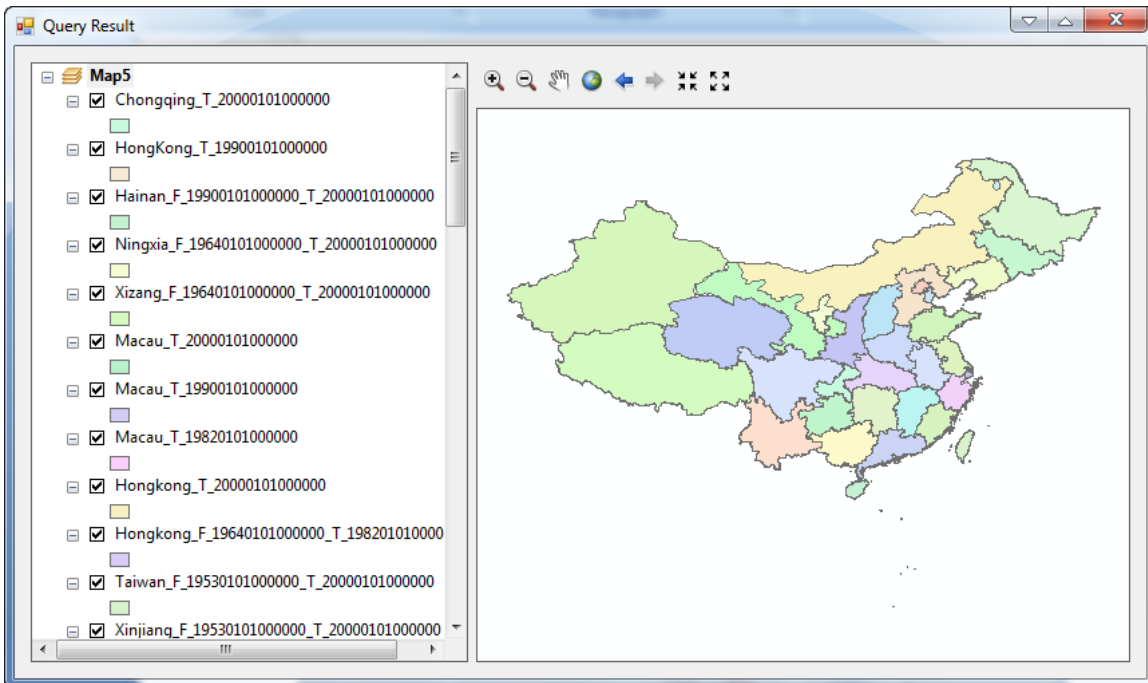 Query Result
Map5
Chongqing_T_20000101000000
HongKong_T_19900101000000
Hainan_F_19900101000000_T_20000101000000
Ningxia_F_19640101000000_T_20000101000000
Xizang_F_19640101000000_T_20000101000000
Macau_T_20000101000000
Macau_T_19900101000000
Macau_T_19820101000000
Hongkong_T_20000101000000
Hongkong_F_19640101000000_T_198201010000
Taiwan_F_19530101000000_T_20000101000000
Xinjiang_F_19530101000000_T_20000101000000